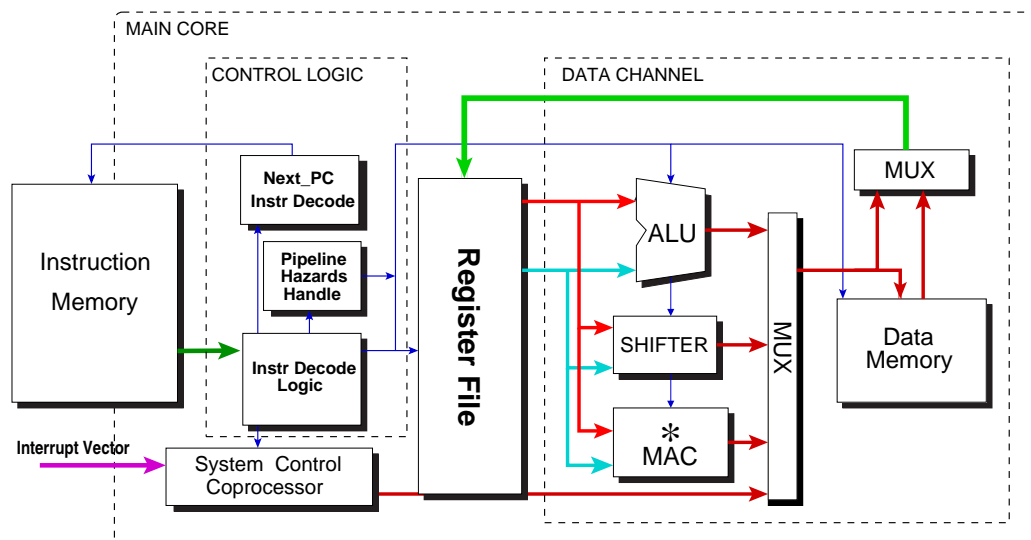 MAIN CORE
CONTROL LOGIC
DATA CHANNEL
Next_PC
Instr Decode
MUX
Instruction
Memory
Pipeline
Hazards
Handle
Register File
ALU
SHIFTER
MUX
Data
Memory
Instr Decode
Logic
*
MAC
Interrupt Vector
System Control
Coprocessor